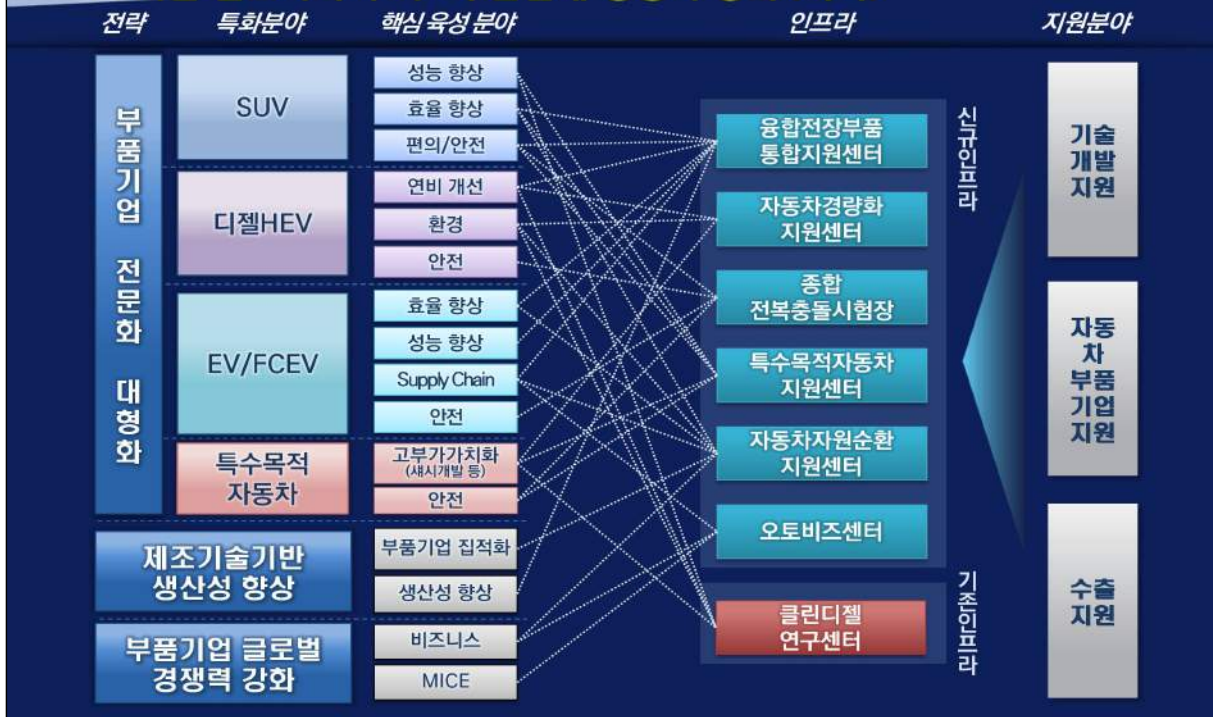 전략
특화분야
핵심 육성 분야
인프라
지원분야
부품기업 전문화 대형화
SUV
성능 향상
효율 향상
편의/안전
디젤HEV
연비 개선
환경
안전
EV/FCEV
효율 향상
성능 향상
Supply Chain
안전
특수목적
자동차
고부가가치화
(섀시개발 등)
안전
제조기술기반
생산성 향상
부품기업 집적화
생산성 향상
부품기업 글로벌
경쟁력 강화
비즈니스
MICE
신규인프라
융합전장부품
통합지원센터
자동차경량화
지원센터
종합
전복충돌시험장
특수목적자동차
지원센터
자동차자원순환
지원센터
오토비즈센터
기존인프라
클린디젤
연구센터
기술
개발
지원
자동
차
부품
기업
지원
수출
지원